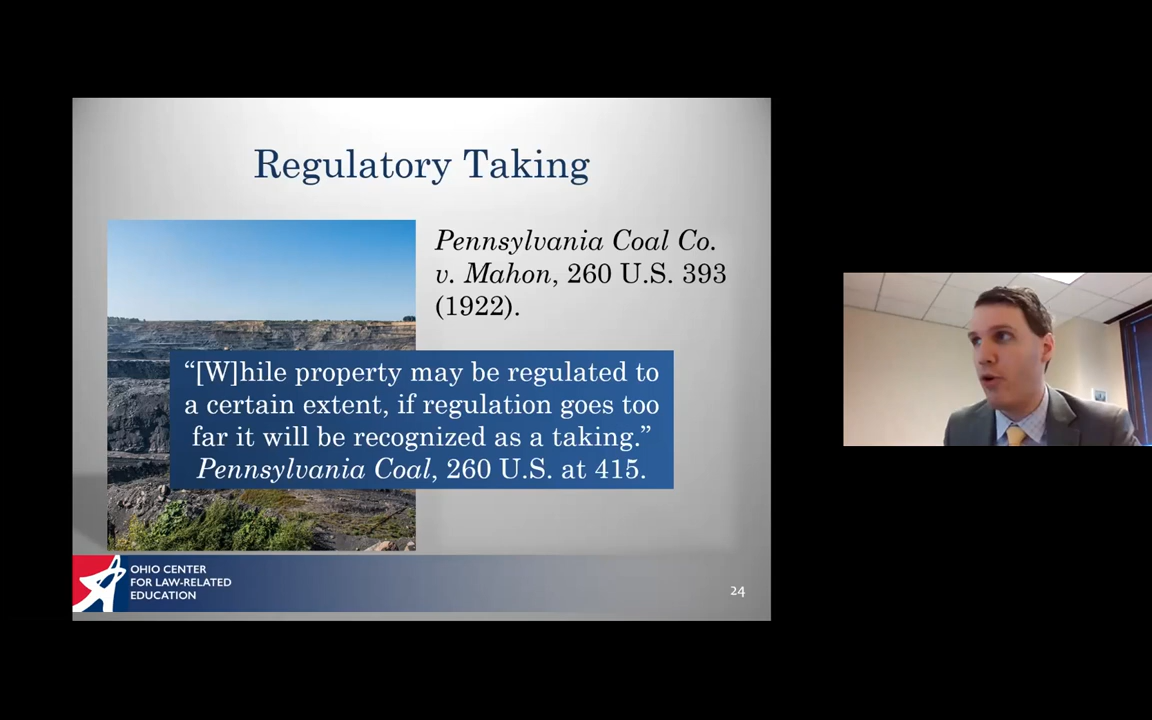 Regulatory Taking
Pennsylvania Coal Co.
v. Mahon, 260 U.S. 393
(1922).
“[W]hile property may be regulated to
a certain extent, if regulation goes too
far it will be recognized as a taking.”
Pennsylvania Coal, 260 U.S. at 415.
OHIO CENTER
FOR LAW-RELATED
EDUCATION
24